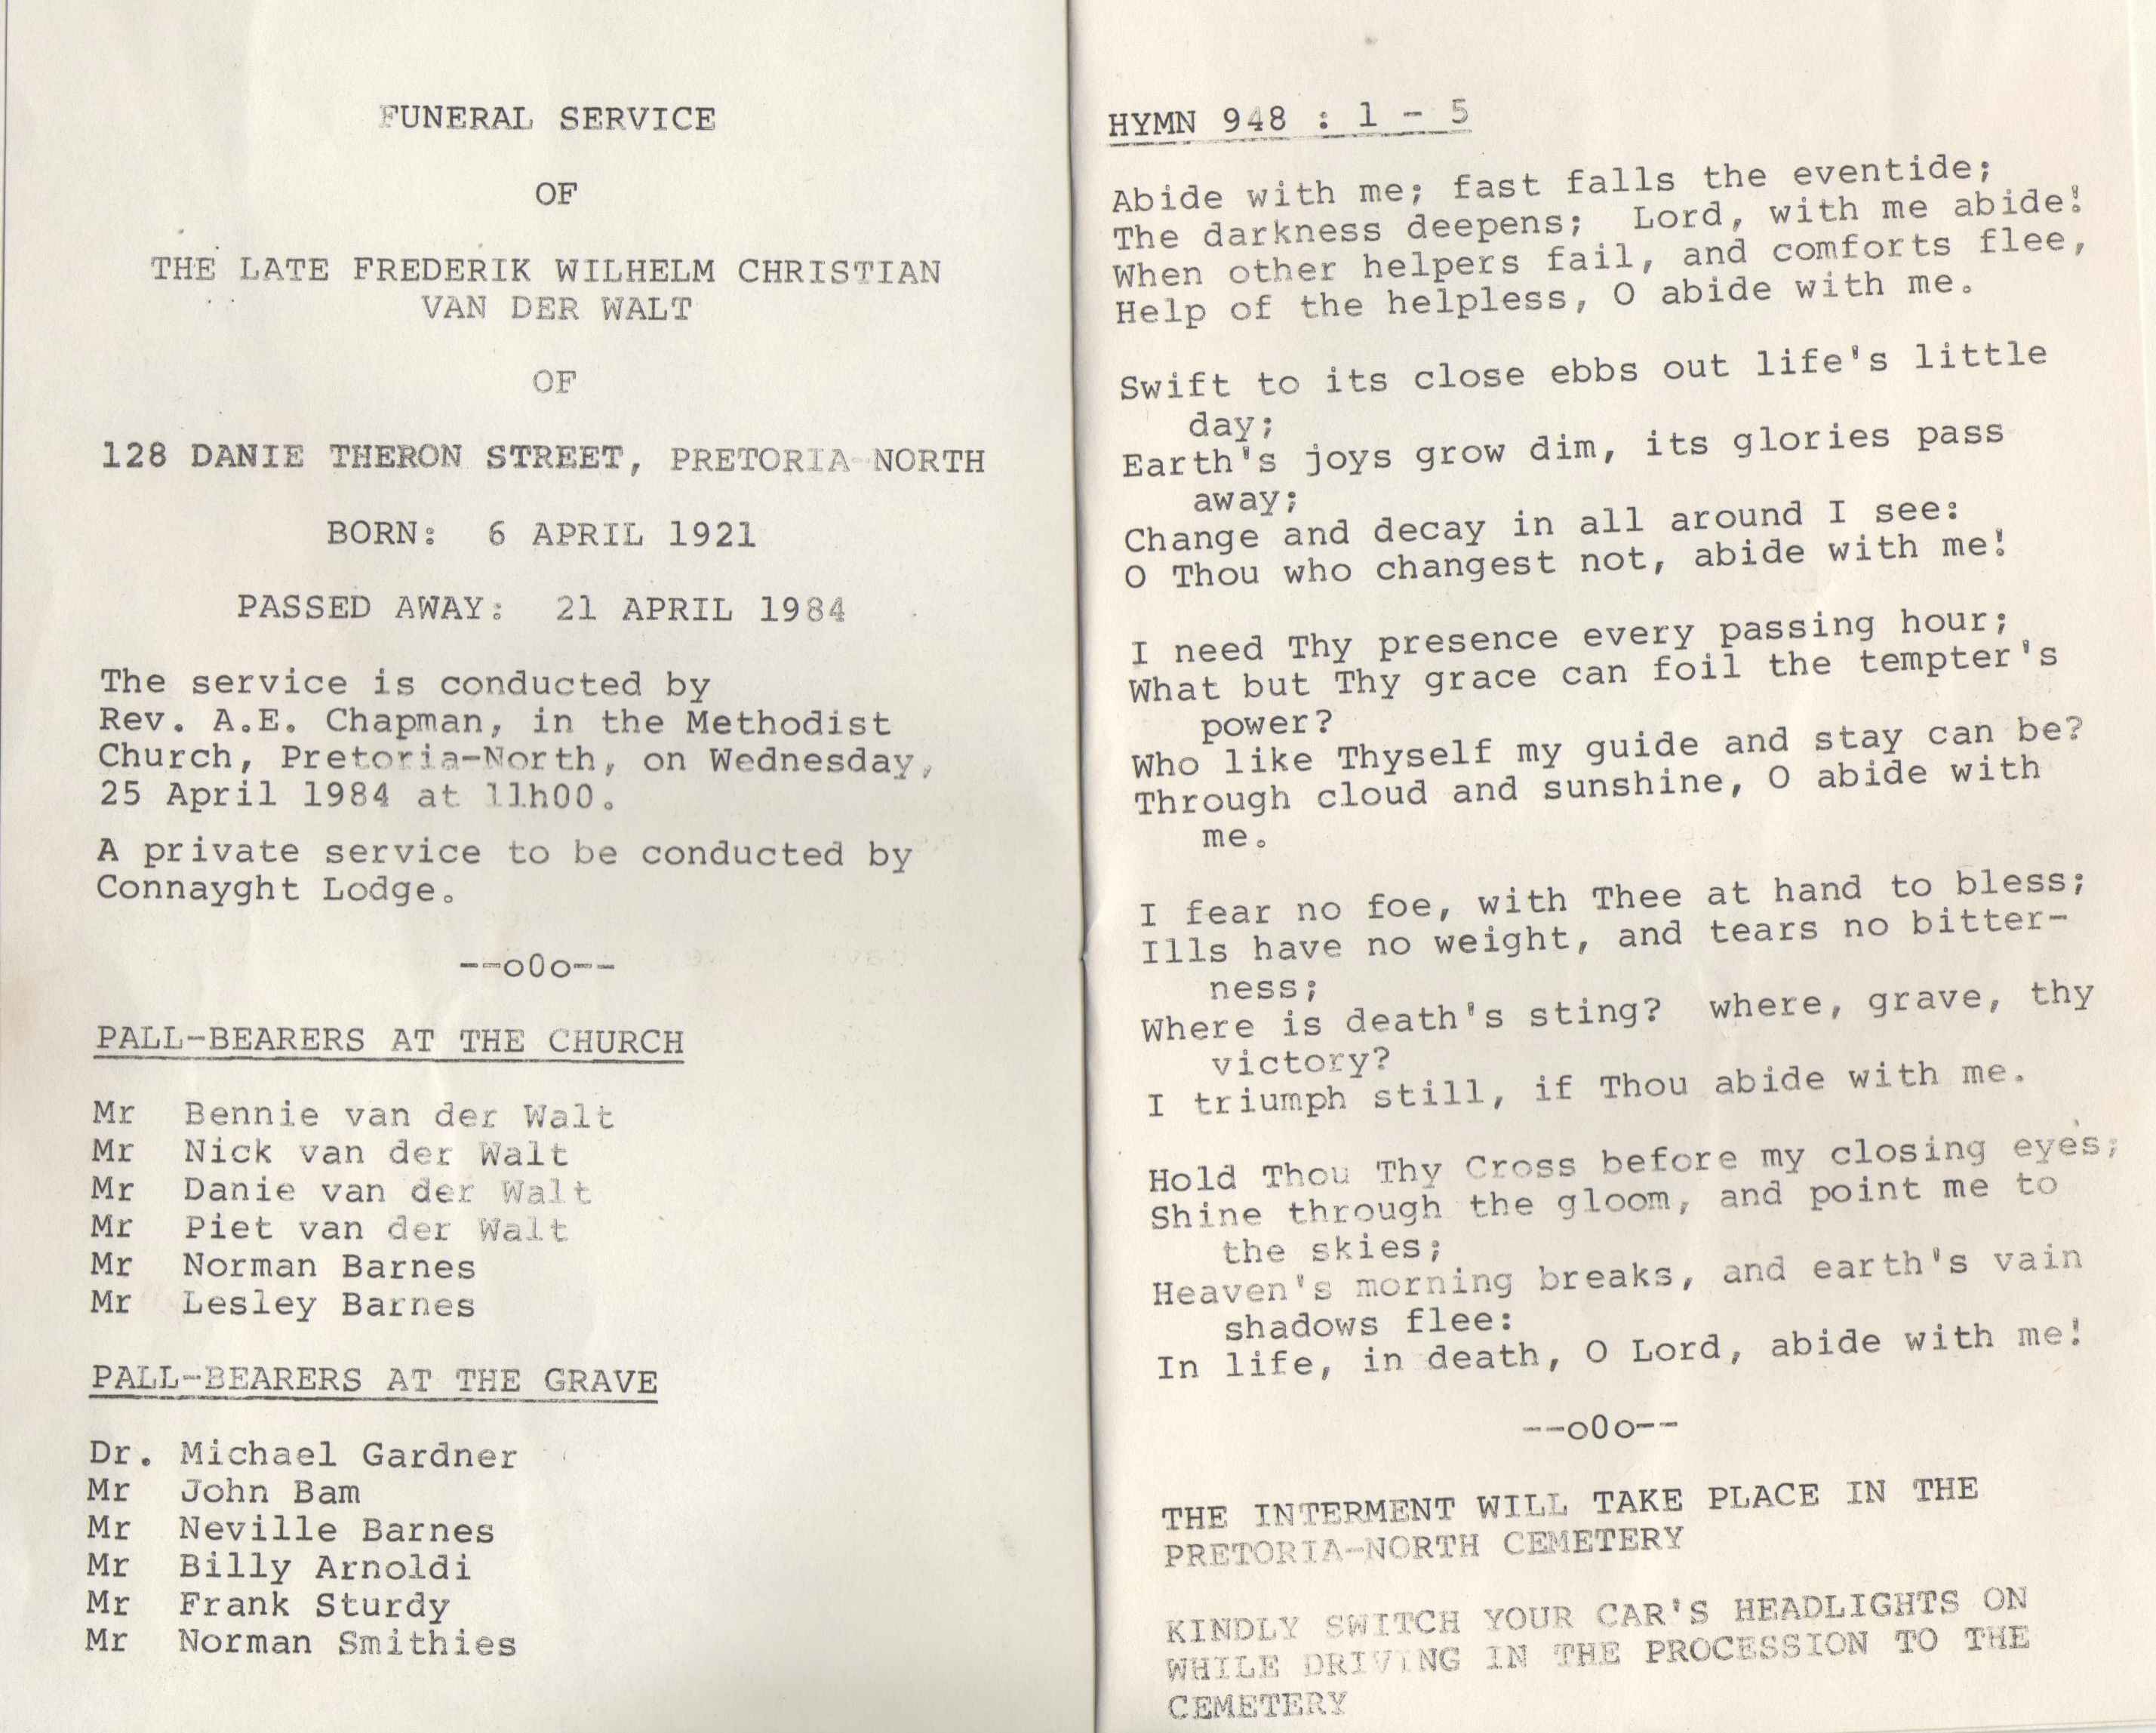 FUNERAL SERVICE
OF
THE LATE FREDERIK WILHELM CHRISTIAN
VAN DER WALT
OF
128 DANIE THERON STREET, PRETORIA-NORTH
BORN: 6 APRIL 1921
PASSED AWAY: 21 APRIL 1984
The service is conducted by
Rev. A.E. Chapman, in the Methodist
Church, Pretoria-North, on Wednesday,
25 April 1984 at 11h00.
A private service to be conducted by
Connayght Lodge.
--oOo--
PALL-BEARERS AT THE CHURCH
Mr Bennie van der Walt
Mr Nick van der Walt
Mr Danie van der Walt
Mr Piet van der Walt
Mr Norman Barnes
Mr Lesley Barnes
PALL-BEARERS AT THE GRAVE
Dr. Michael Gardner
Mr John Bam
Mr Neville Barnes
Mr Billy Arnoldi
Mr Frank Sturdy
Mr Norman Smithies
HYMN 948 : 1 - 5
Abide with me; fast falls the eventide;
The darkness deepens; Lord, with me abide!
When other helpers fail, and comforts flee,
Help of the helpless, O abide with me.
Swift to its close ebbs out life's little
day;
Earth's joys grow dim, its glories pass
away;
Change and decay in all around I see:
O Thou who changest not, abide with me!
I need Thy presence every passing hour;
What but Thy grace can foil the tempter's
power?
Who like Thyself my guide and stay can be?
Through cloud and sunshine, O abide with
me.
I fear no foe, with Thee at hand to bless;
Ills have no weight, and tears no bitter-
ness;
Where is death's sting? where, grave, thy
victory?
I triumph still, if Thou abide with me.
Hold Thou Thy Cross before my closing eyes;
Shine through the gloom, and point me to
the skies;
Heaven's morning breaks, and earth's vain
shadows flee:
In life, in death, O Lord, abide with me!
--oOo--
THE INTERMENT WILL TAKE PLACE IN THE
PRETORIA-NORTH CEMETERY
KINDLY SWITCH YOUR CAR'S HEADLIGHTS ON
WHILE DRIVING IN THE PROCESSION TO THE
CEMETERY